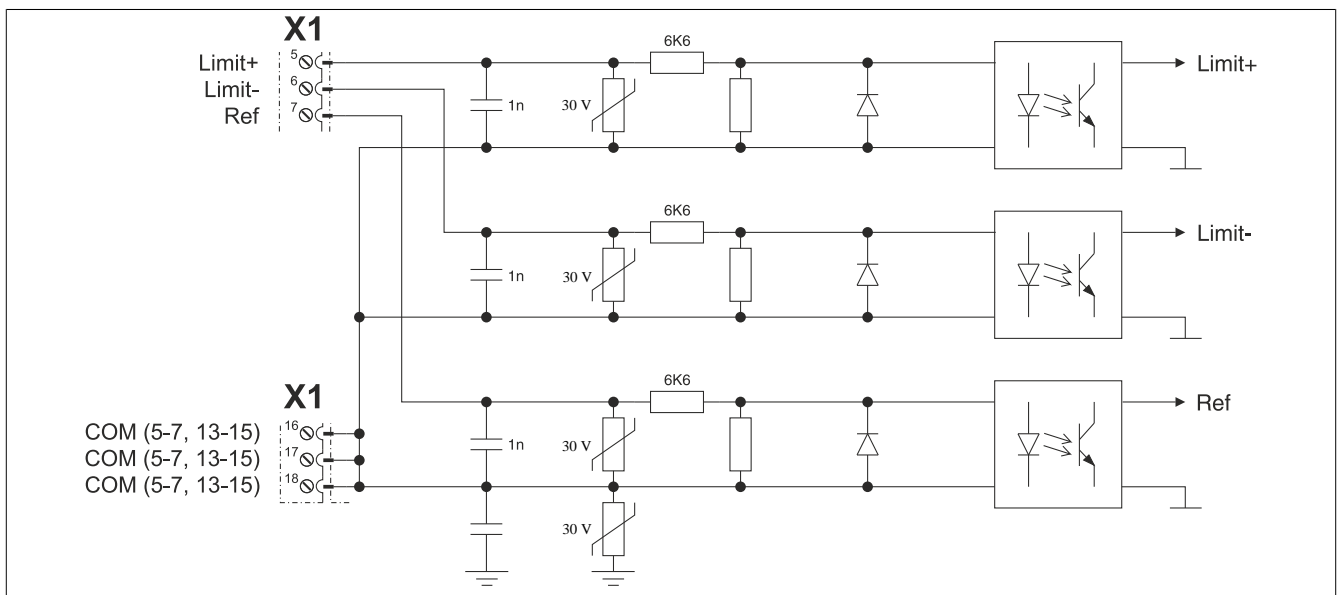 X1
Limit+ 5
Limit- 6
Ref 7
6K6
1n
30 V
Limit+
6K6
1n
30 V
Limit-
X1
COM (5-7, 13-15) 16
COM (5-7, 13-15) 17
COM (5-7, 13-15) 18
6K6
1n
30 V
Ref
30 V